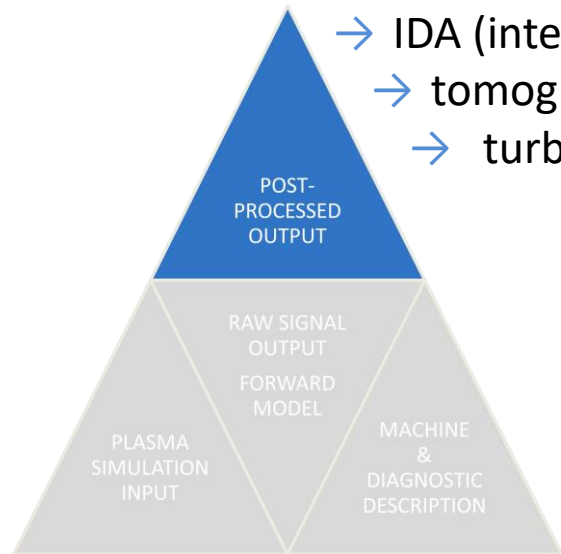 → IDA (inte
→ tomog
→ turb
POST-
PROCESSED
OUTPUT
RAW SIGNAL
OUTPUT
FORWARD
MODEL
PLASMA
SIMULATION
INPUT
MACHINE
&
DIAGNOSTIC
DESCRIPTION